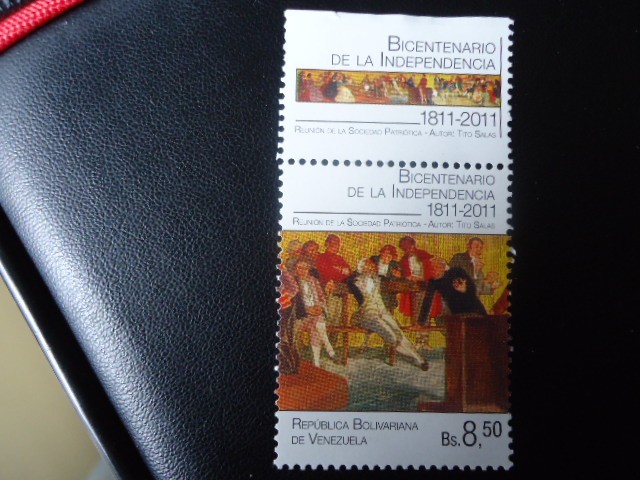 BICENTENARIO
DE LA INDEPENDENCIA
1811-2011
REUNIÓN DE LA SOCIEDAD PATRIÓTICA - AUTOR: TITO SALAS
BICENTENARIO
DE LA INDEPENDENCIA
1811-2011
REUNIÓN DE LA SOCIEDAD PATRIÓTICA - AUTOR: TITO SALAS
REPÚBLICA BOLIVARIANA
DE VENEZUELA
BS.8,50